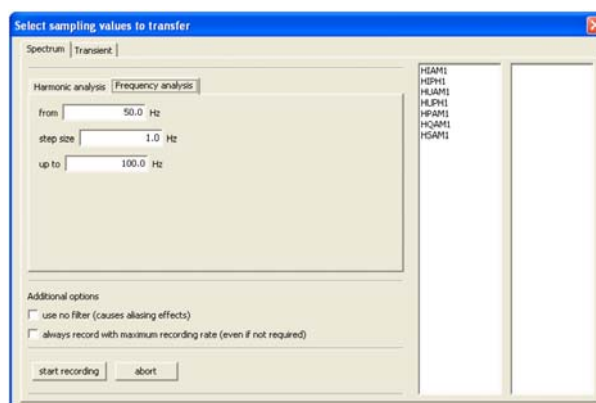 Select sampling values to transfer
Spectrum Transient
Harmonic analysis Frequency analysis
from 50.0 Hz
step size 1.0 Hz
up to 100.0 Hz
Additional options
use no filter (causes aliasing effects)
always record with maximum recording rate (even if not required)
start recording abort
HIAM1
HIPH1
HUAM1
HUPH1
HPAM1
HQAM1
HSAM1